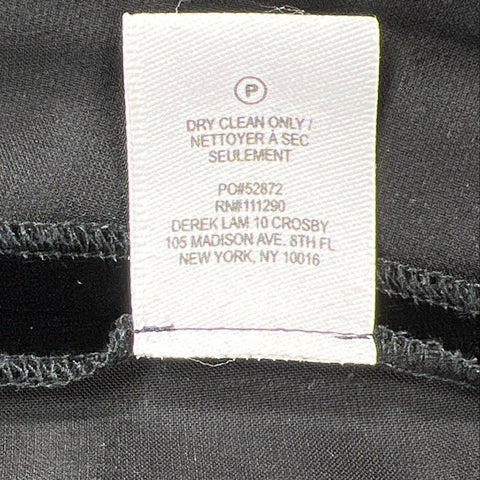 P
DRY CLEAN ONLY /
NETTOYER À SEC
SEULEMENT
PO#52872
RN#111290
DEREK LAM 10 CROSBY
105 MADISON AVE. 8TH FL
NEW YORK, NY 10016